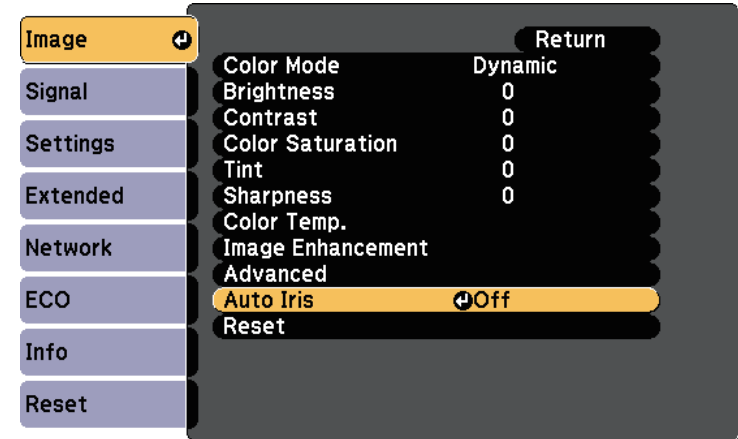 Image
Signal
Settings
Extended
Network
ECO
Info
Reset
Return
Color Mode Dynamic
Brightness 0
Contrast 0
Color Saturation 0
Tint 0
Sharpness 0
Color Temp.
Image Enhancement
Advanced
Auto Iris Off
Reset